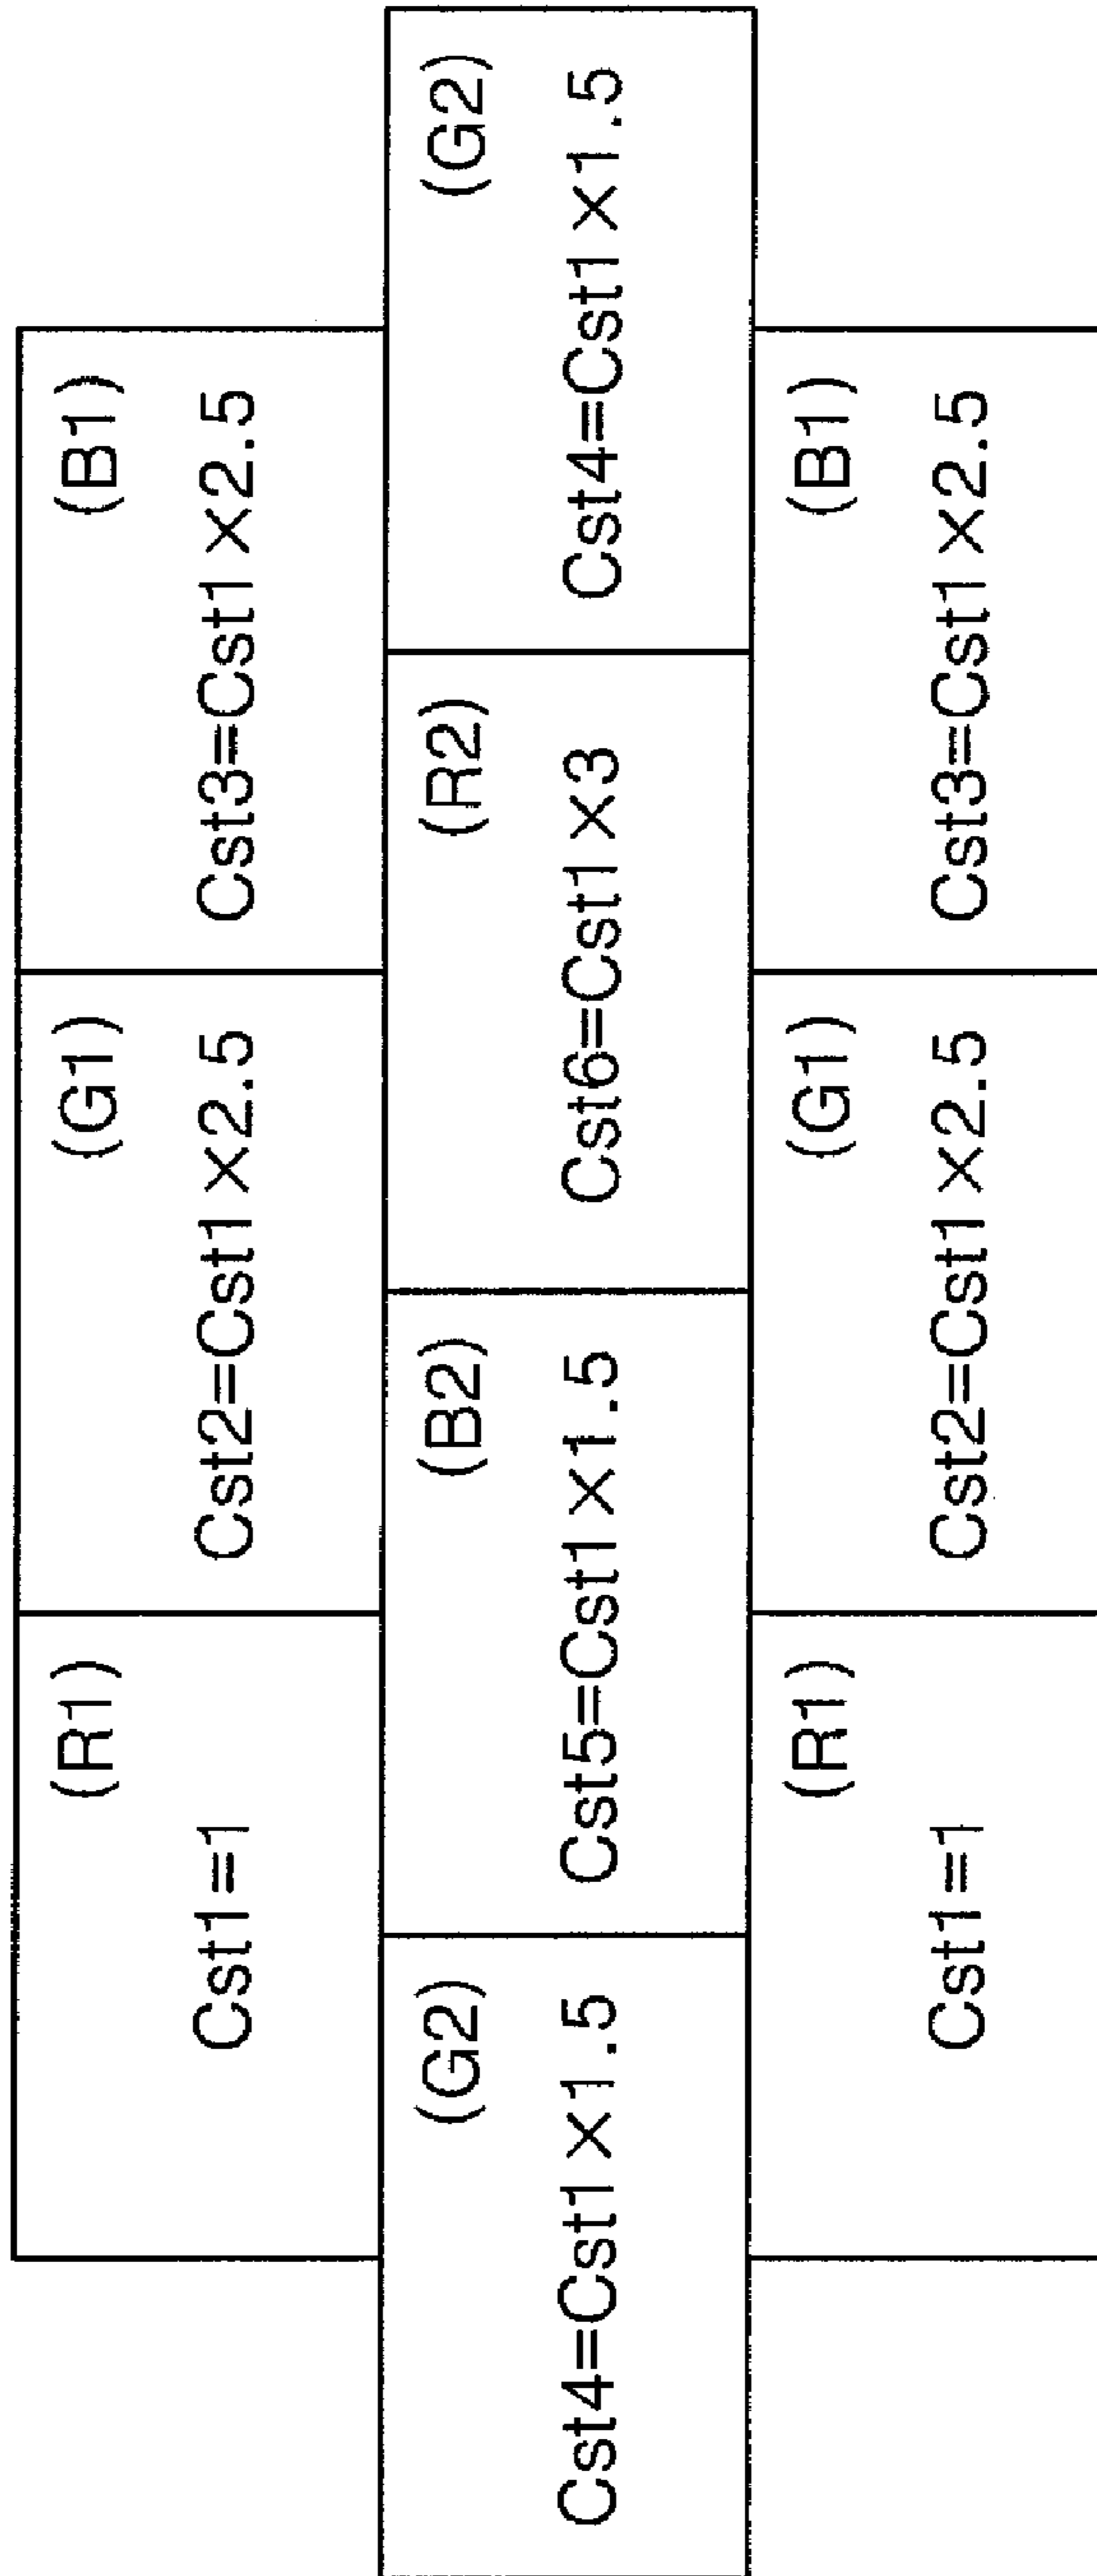 (R1)
Cst1=1
(G1)
Cst2=Cst1×2.5
(B1)
Cst3=Cst1×2.5
(G2)
Cst4=Cst1×1.5
(B2)
Cst5=Cst1×1.5
(R2)
Cst6=Cst1×3
(G2)
Cst4=Cst1×1.5
(R1)
Cst1=1
(G1)
Cst2=Cst1×2.5
(B1)
Cst3=Cst1×2.5